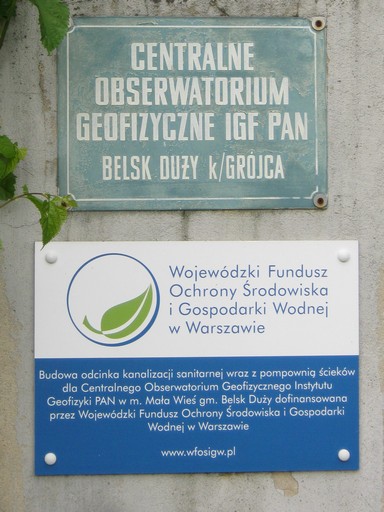 CENTRALNE
OBSERWATORIUM
GEOFIZYCZNE IGF PAN
BELSK DUŻY k/GRÓJCA
Wojewódzki Fundusz
Ochrony Środowiska
i Gospodarki Wodnej
w Warszawie
Budowa odcinka kanalizacji sanitarnej wraz z pompownią ścieków
dla Centralnego Obserwatorium Geofizycznego Instytutu
Geofizyki PAN w m. Mała Wieś gm. Belsk Duży dofinansowana
przez Wojewódzki Fundusz Ochrony Środowiska i Gospodarki
Wodnej w Warszawie
www.wfosigw.pl